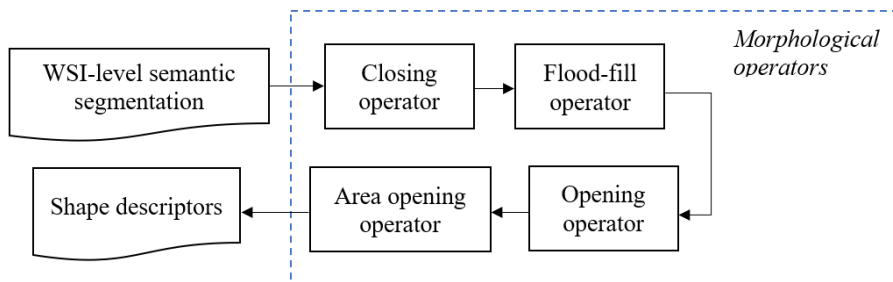 Morphological
operators
WSI-level semantic
segmentation
Closing
operator
Flood-fill
operator
Opening
operator
Area opening
operator
Shape descriptors